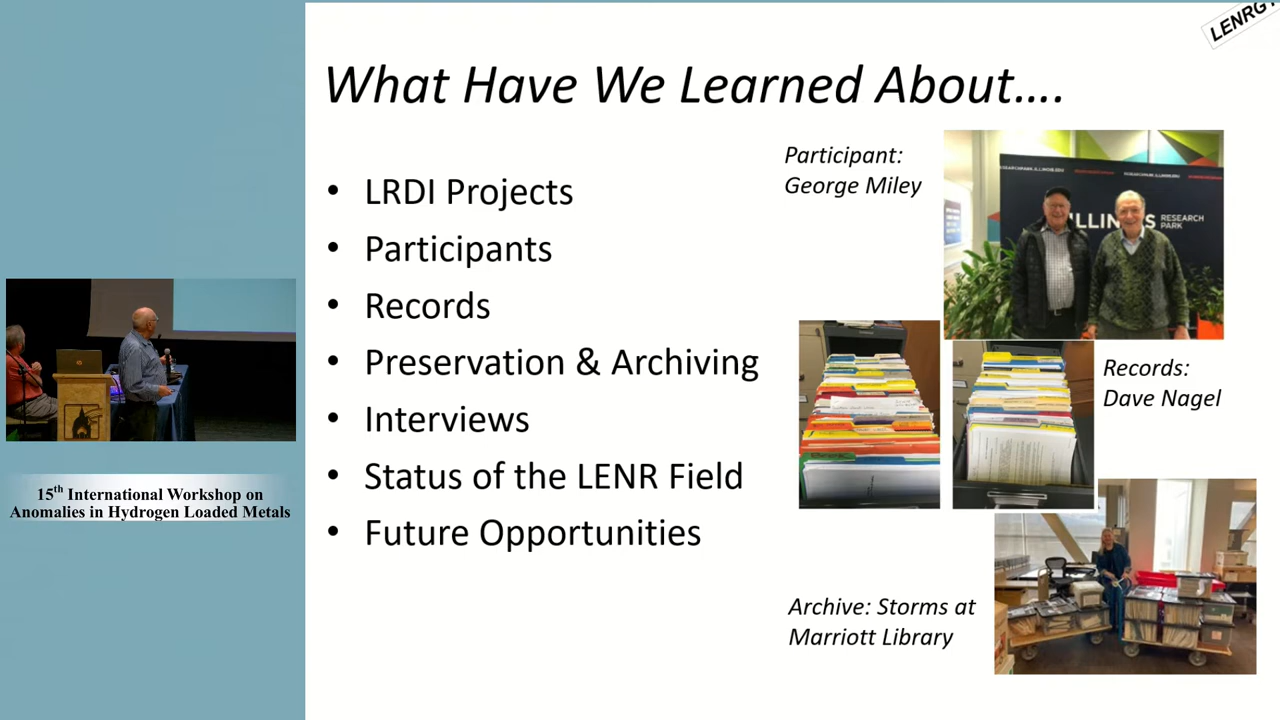 LENRG
What Have We Learned About....
Participant:
George Miley
• LRDI Projects
• Participants
• Records
• Preservation & Archiving
• Interviews
• Status of the LENR Field
• Future Opportunities
ILLINOIS RESEARCH
PARK
Records:
Dave Nagel
Archive: Storms at
Marriott Library
15th International Workshop on
Anomalies in Hydrogen Loaded Metals